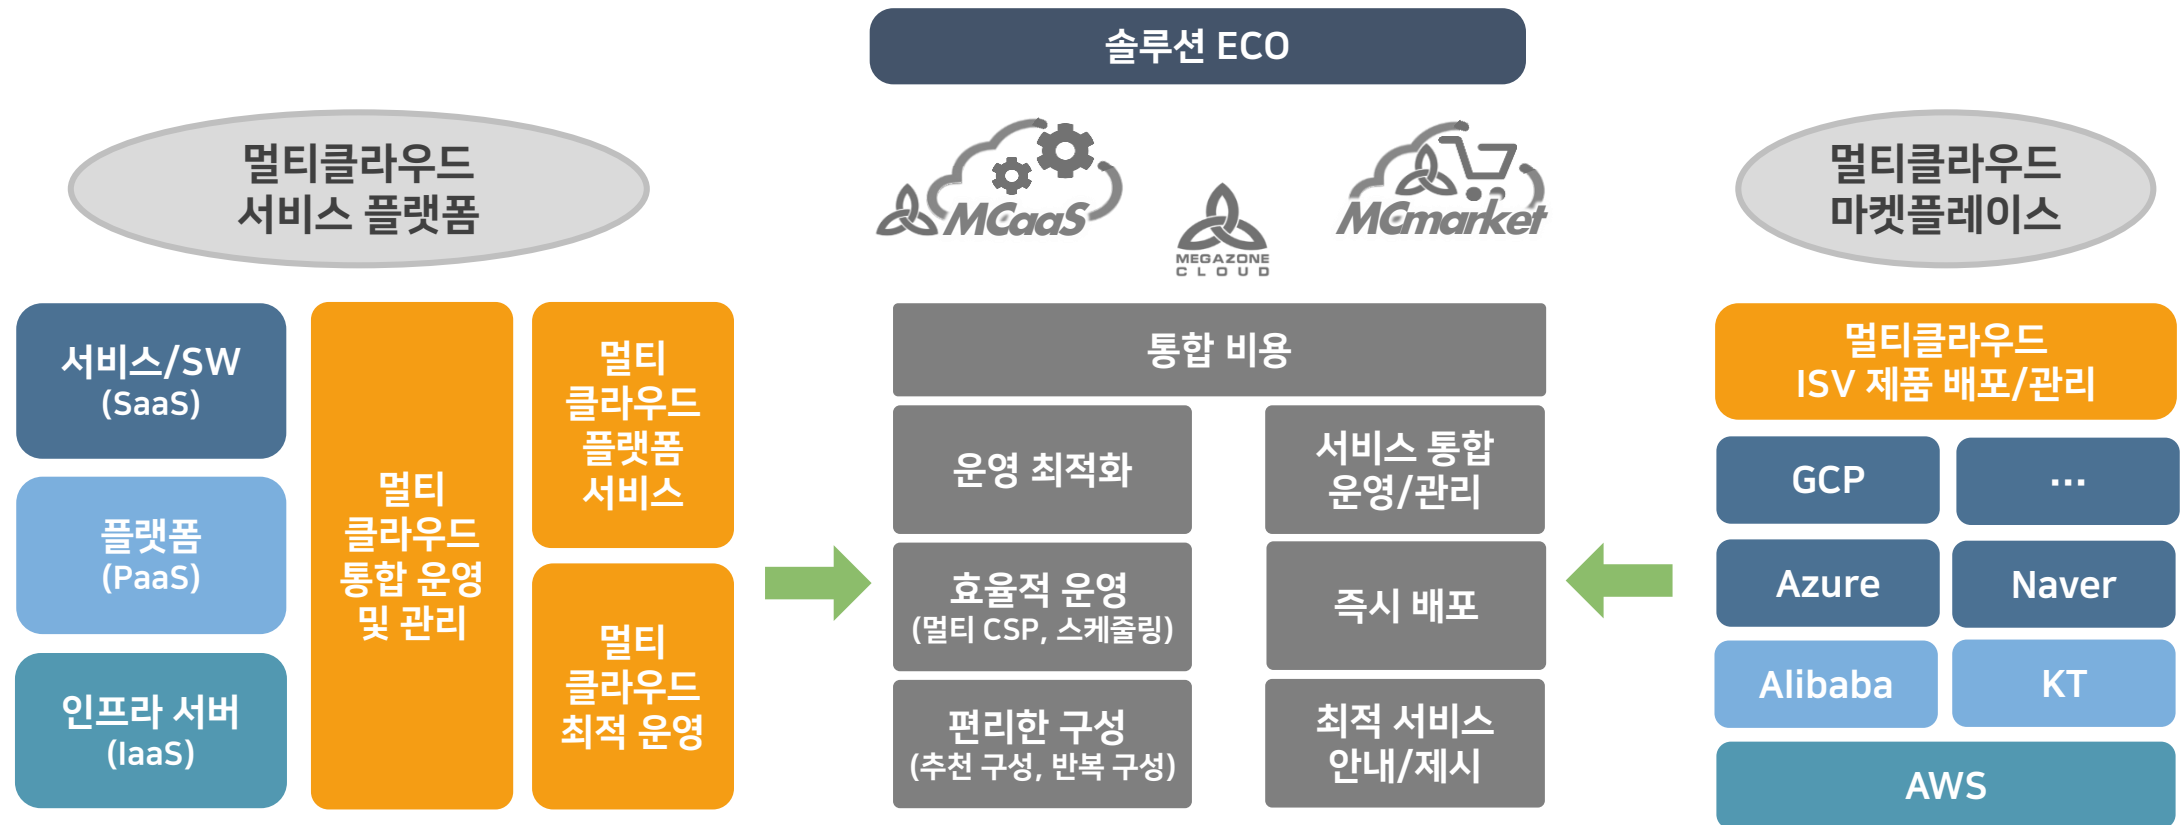 솔루션 ECO
멀티클라우드
서비스 플랫폼
MCaaS
MEGAZONE
CLOUD
MCmarket
멀티클라우드
마켓플레이스
서비스/SW
(SaaS)
플랫폼
(PaaS)
인프라 서버
(IaaS)
멀티
클라우드
통합 운영
및 관리
멀티
클라우드
플랫폼
서비스
멀티
클라우드
최적 운영
통합 비용
운영 최적화
서비스 통합
운영/관리
효율적 운영
(멀티 CSP, 스케줄링)
즉시 배포
편리한 구성
(추천 구성, 반복 구성)
최적 서비스
안내/제시
멀티클라우드
ISV 제품 배포/관리
GCP
...
Azure
Naver
Alibaba
KT
AWS